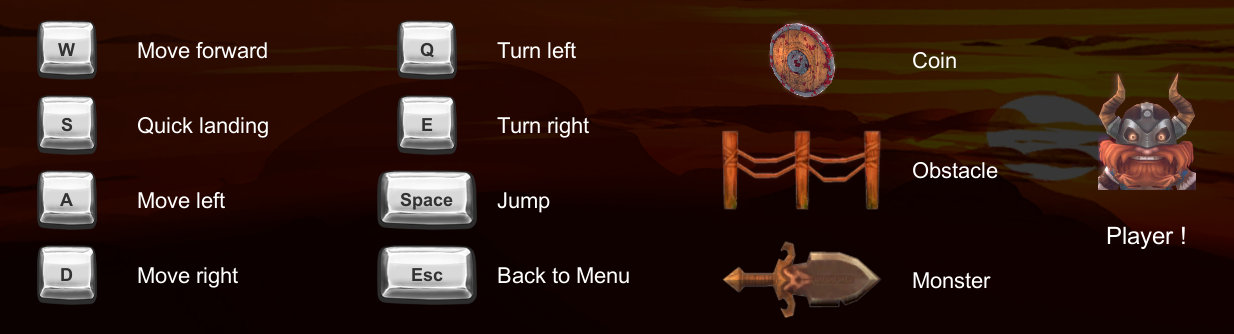 W Move forward
S Quick landing
A Move left
D Move right
Q Turn left
E Turn right
Space Jump
Esc Back to Menu
Coin
Obstacle
Monster
Player !